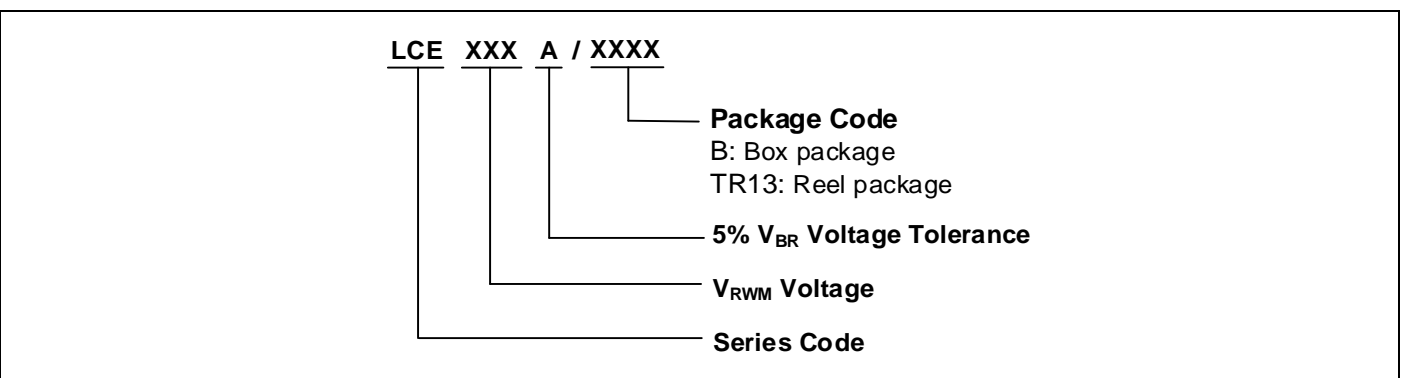 LCE XXX A / XXXX
Package Code
B: Box package
TR13: Reel package
5% VBR Voltage Tolerance
VRWM Voltage
Series Code